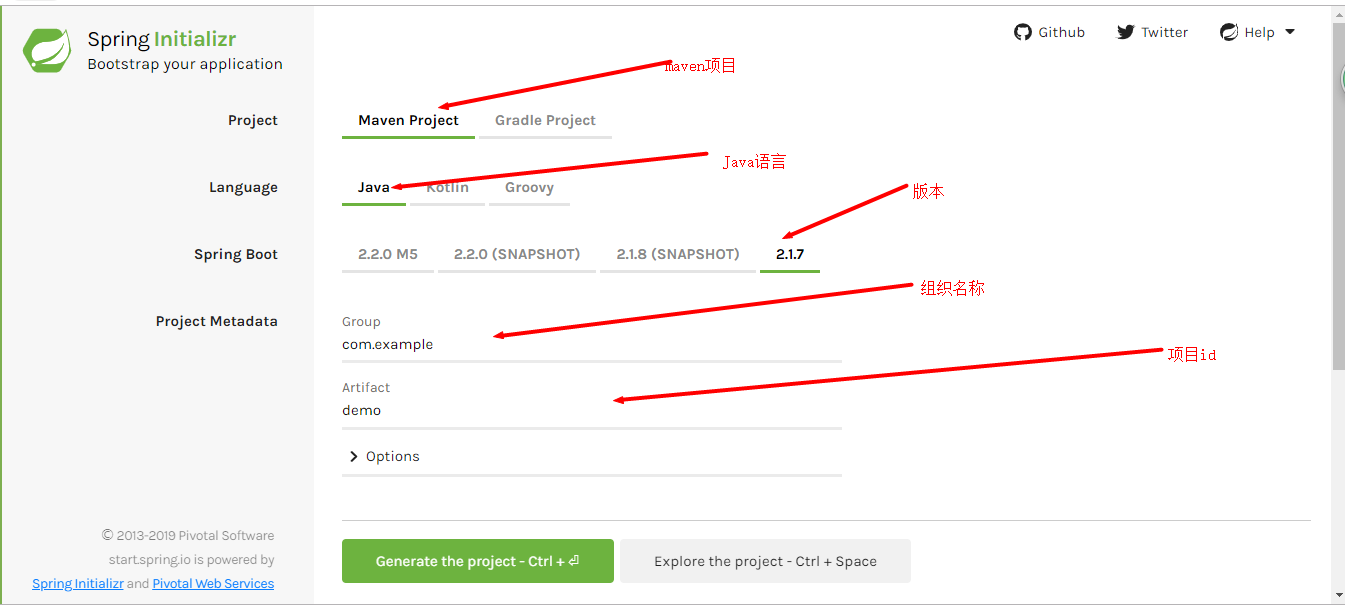 Spring Initializr
Bootstrap your application
Github Twitter Help
maven项目
Project
Maven Project Gradle Project
Java语言
Language
Java Kotlin Groovy
版本
Spring Boot
2.2.0 M5 2.2.0 (SNAPSHOT) 2.1.8 (SNAPSHOT) 2.1.7
组织名称
Project Metadata
Group
com.example
项目id
Artifact
demo
Options
© 2013-2019 Pivotal Software
start.spring.io is powered by
Spring Initializr and Pivotal Web Services
Generate the project - Ctrl + ⏎
Explore the project - Ctrl + Space